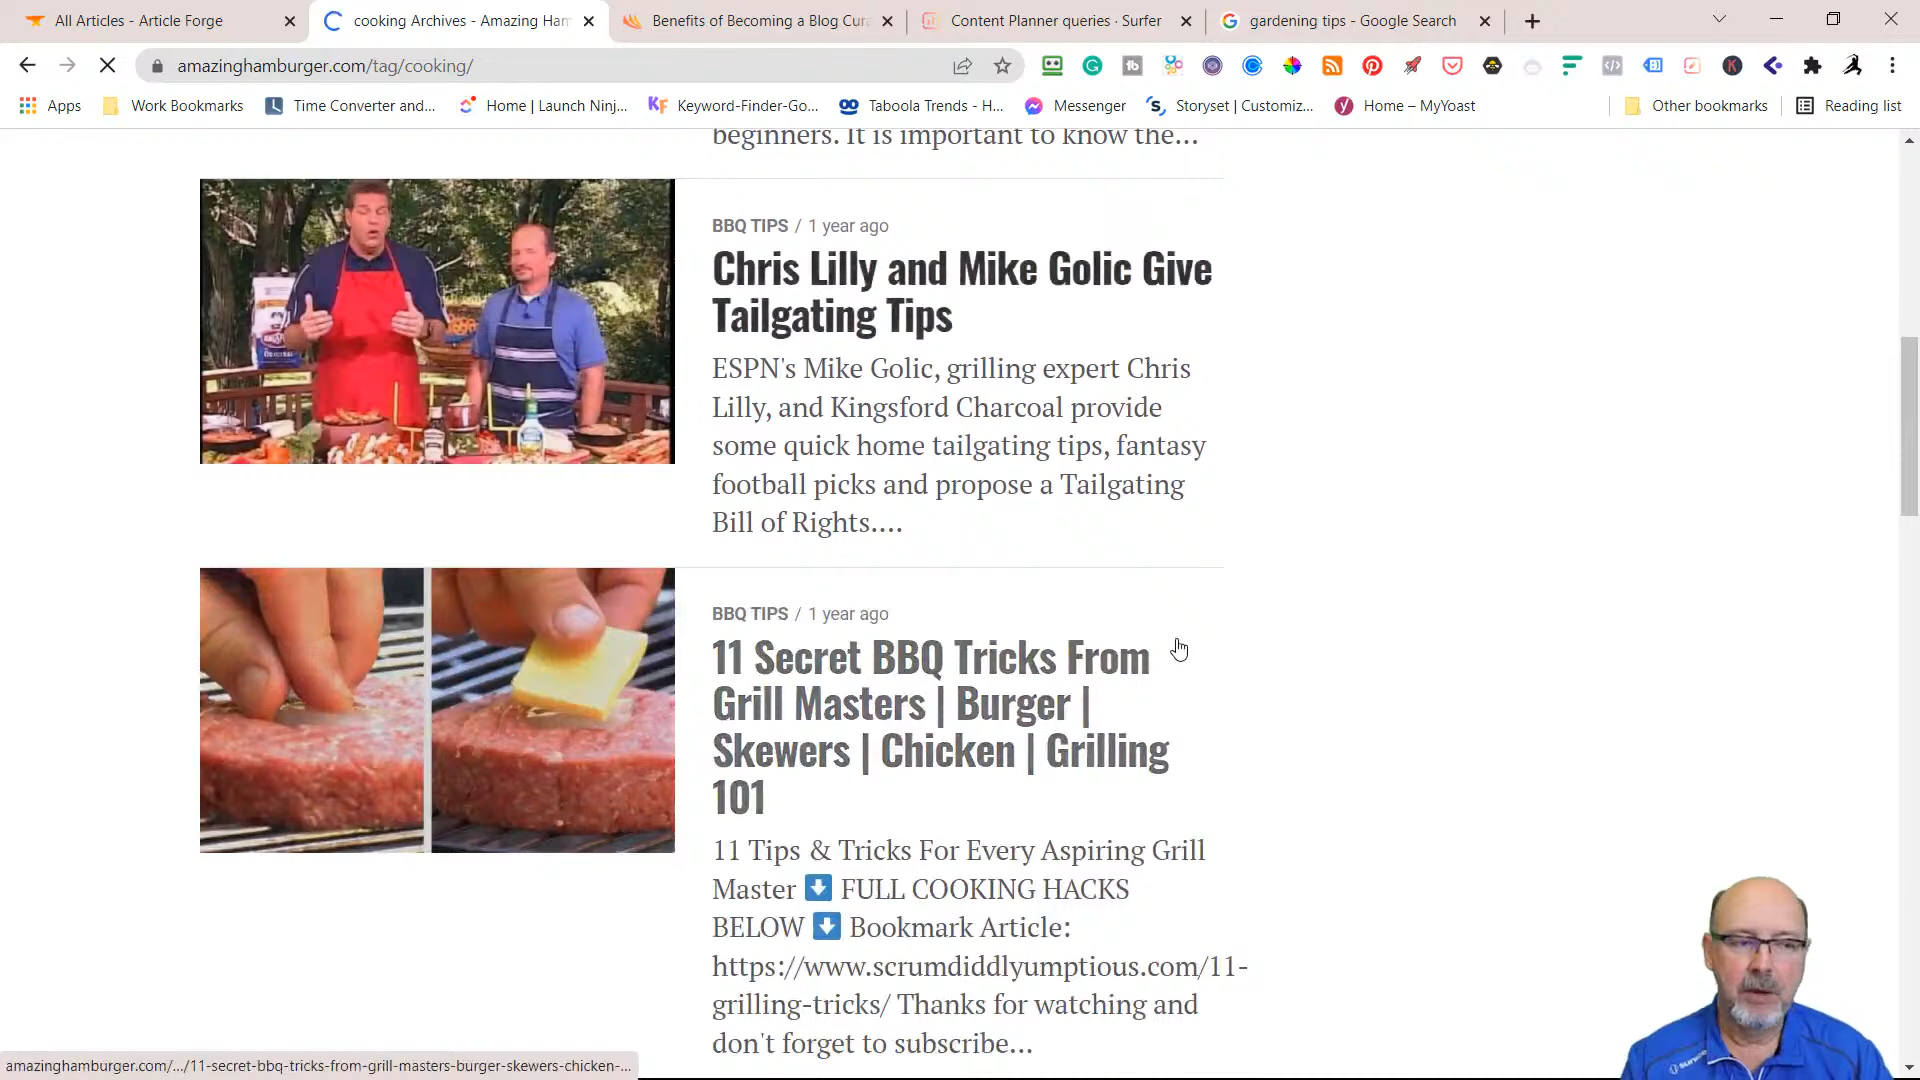 All Articles - Article Forge
cooking Archives - Amazing Ham
Benefits of Becoming a Blog Cura
Content Planner queries · Surfer
gardening tips - Google Search
amazinghamburger.com/tag/cooking/
Apps
Work Bookmarks
Time Converter and...
Home | Launch Ninj...
Keyword-Finder-Go...
Taboola Trends - H...
Messenger
Storyset | Customiz...
Home – MyYoast
Other bookmarks
Reading list
beginners. It is important to know the...
BBQ TIPS / 1 year ago
Chris Lilly and Mike Golic Give
Tailgating Tips
ESPN's Mike Golic, grilling expert Chris
Lilly, and Kingsford Charcoal provide
some quick home tailgating tips, fantasy
football picks and propose a Tailgating
Bill of Rights....
BBQ TIPS / 1 year ago
11 Secret BBQ Tricks From
Grill Masters | Burger |
Skewers | Chicken | Grilling
101
11 Tips & Tricks For Every Aspiring Grill
Master ⬇ FULL COOKING HACKS
BELOW ⬇ Bookmark Article:
https://www.scrumdiddlyumptious.com/11-
grilling-tricks/ Thanks for watching and
don't forget to subscribe...
amazinghamburger.com/.../11-secret-bbq-tricks-from-grill-masters-burger-skewers-chicken-...